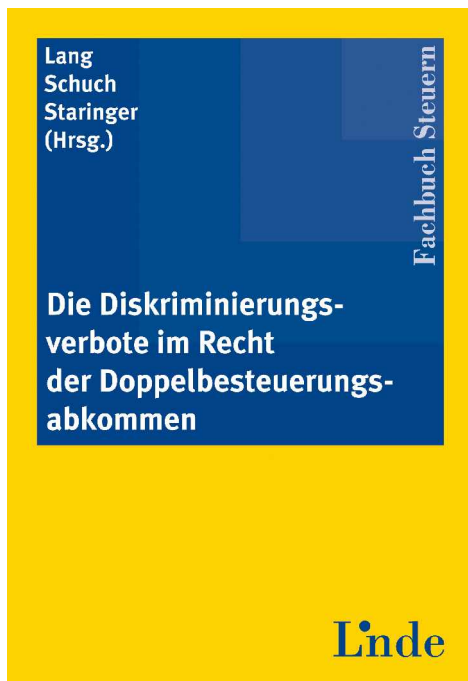 Lang
Schuch
Staringer
(Hrsg.)
Fachbuch Steuern
Die Diskriminierungs-
verbote im Recht
der Doppelbesteuerungs-
abkommen
Linde